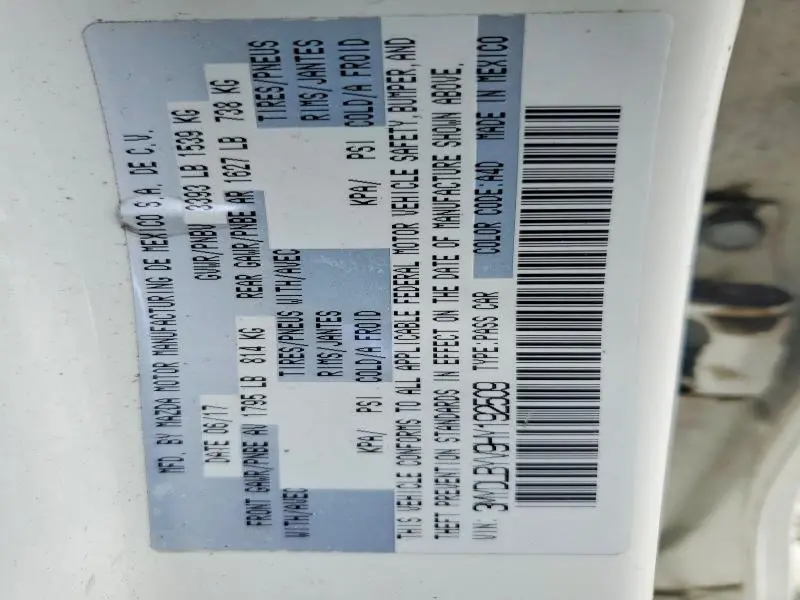 MFD. BY MAZDA MOTOR MANUFACTURING DE MEXICO S.A. DE C.V.
DATE 06/17 GVWR/PNBV 3393 LB 1539 KG
FRONT GAWR/PNBE AV 1795 LB 814 KG REAR GAWR/PNBE AR 1627 LB 738 KG
WITH/AVEC TIRES/PNEUS WITH/AVEC TIRES/PNEUS
RIMS/JANTES RIMS/JANTES
KPA/ PSI COLD/A FROID KPA/ PSI COLD/A FROID
THIS VEHICLE CONFORMS TO ALL APPLICABLE FEDERAL MOTOR VEHICLE SAFETY,BUMPER,AND
THEFT PREVENTION STANDARDS IN EFFECT ON THE DATE OF MANUFACTURE SHOWN ABOVE.
VIN: 3MYDLBYV9HY192509 TYPE:PASS CAR COLOR CODE:A4D MADE IN MEXICO